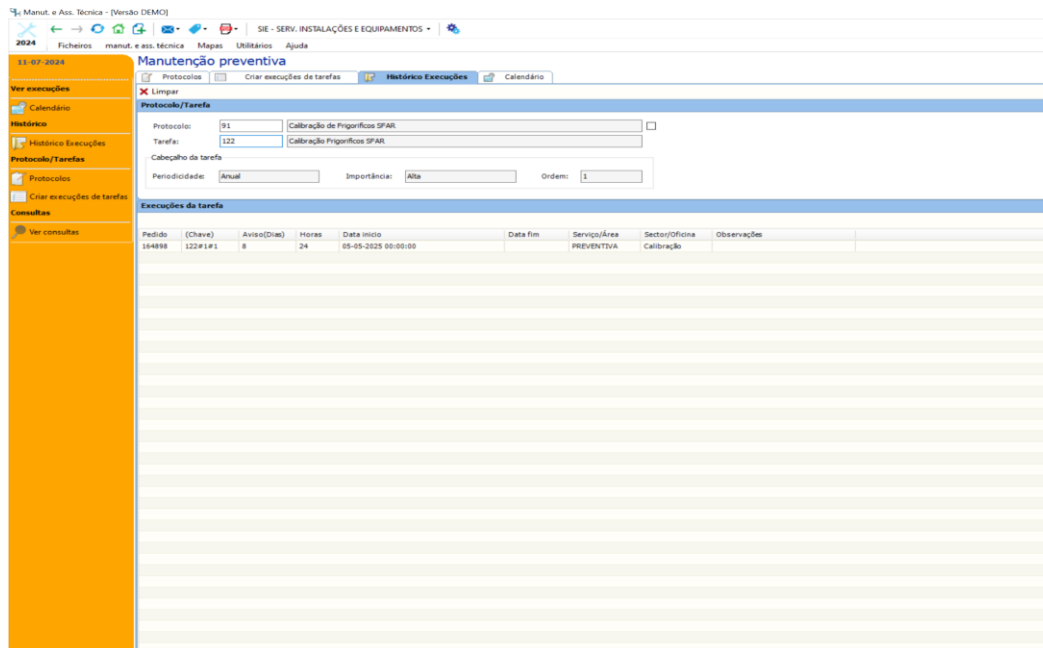 Manut. e Ass. Técnica - [Versão DEMO]
SIE - SERV. INSTALAÇÕES E EQUIPAMENTOS
2024 Ficheiros manut. e ass. técnica Mapas Utilitários Ajuda
11-07-2024
Manutenção preventiva
Protocolos Criar execuções de tarefas Histórico Execuções Calendário
Ver execuções
Calendário
Histórico
Histórico Execuções
Protocolo/Tarefas
Protocolos
Criar execuções de tarefas
Consultas
Ver consultas
Limpar
Protocolo/Tarefa
Protocolo: 91 Calibração de Frigorificos SFAR
Tarefa: 122 Calibração Frigorificos SFAR
Cabeçalho da tarefa
Periodicidade: Anual Importância: Alta Ordem: 1
Execuções da tarefa
Pedido (Chave) Aviso(Dias) Horas Data inicio Data fim Serviço/Área Sector/Oficina Observações
164898 122#1#1 8 24 05-05-2025 00:00:00 PREVENTIVA Calibração